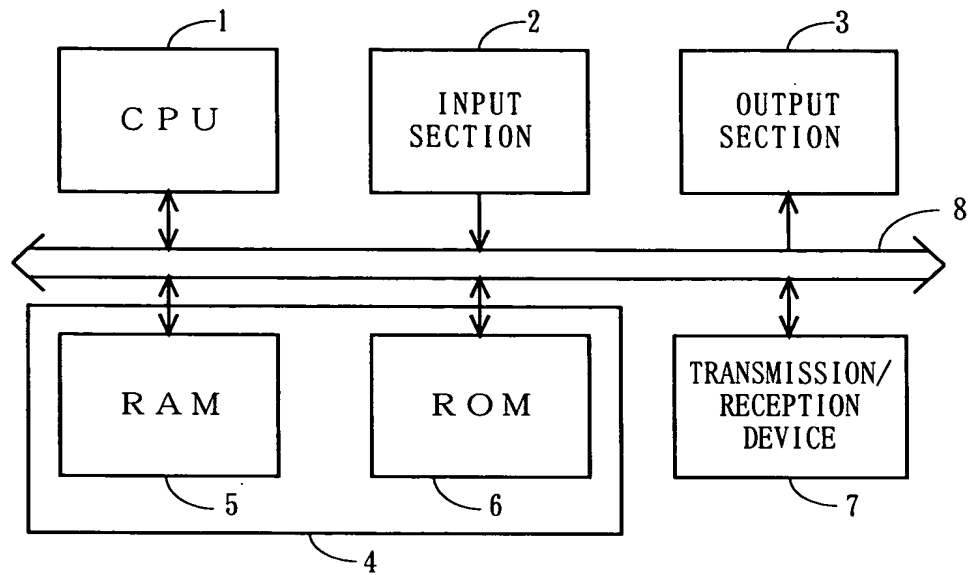 1
2
3
CPU
INPUT
SECTION
OUTPUT
SECTION
8
RAM
ROM
TRANSMISSION/
RECEPTION
DEVICE
5
6
7
4